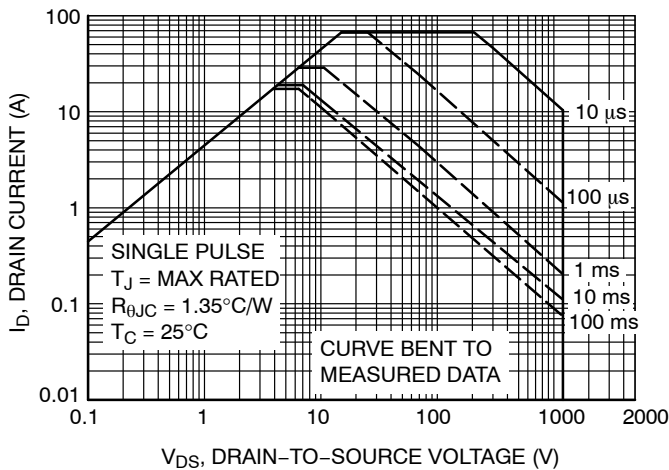 100
10
1
0.1
0.01
I_D, DRAIN CURRENT (A)
10 µs
100 µs
1 ms
10 ms
100 ms
SINGLE PULSE
T_J = MAX RATED
R_θJC = 1.35°C/W
T_C = 25°C
CURVE BENT TO
MEASURED DATA
0.1 1 10 100 1000 2000
V_DS, DRAIN−TO−SOURCE VOLTAGE (V)